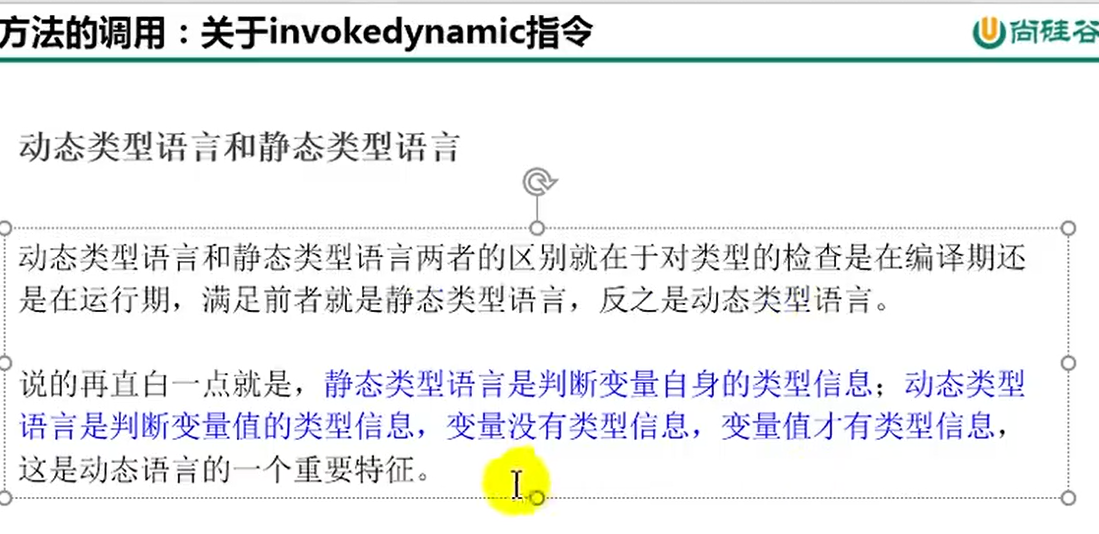 方法的调用：关于invokedynamic指令
尚硅谷
动态类型语言和静态类型语言
动态类型语言和静态类型语言两者的区别就在于对类型的检查是在编译期还
是在运行期，满足前者就是静态类型语言，反之是动态类型语言。
说的再直白一点就是，静态类型语言是判断变量自身的类型信息；动态类型
语言是判断变量值的类型信息，变量没有类型信息，变量值才有类型信息，
这是动态语言的一个重要特征。